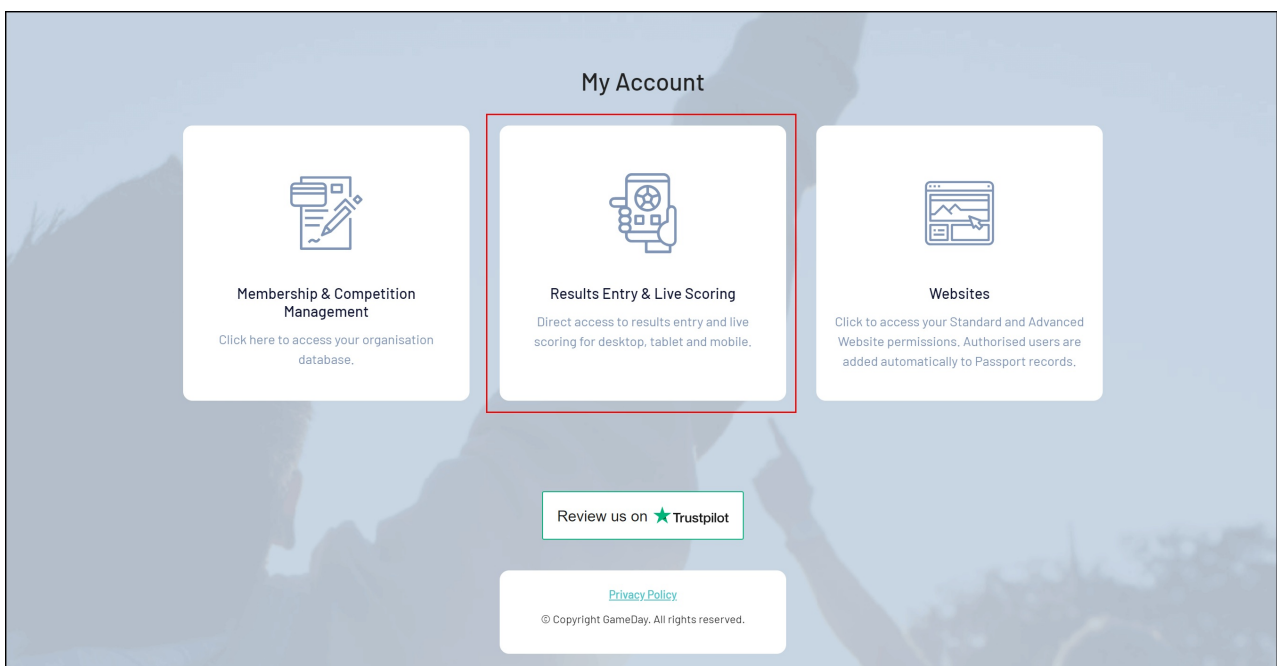 My Account
Membership & Competition
Management
Click here to access your organisation
database.
Results Entry & Live Scoring
Direct access to results entry and live
scoring for desktop, tablet and mobile.
Websites
Click to access your Standard and Advanced
Website permissions. Authorised users are
added automatically to Passport records.
Review us on Trustpilot
Privacy Policy
© Copyright GameDay. All rights reserved.